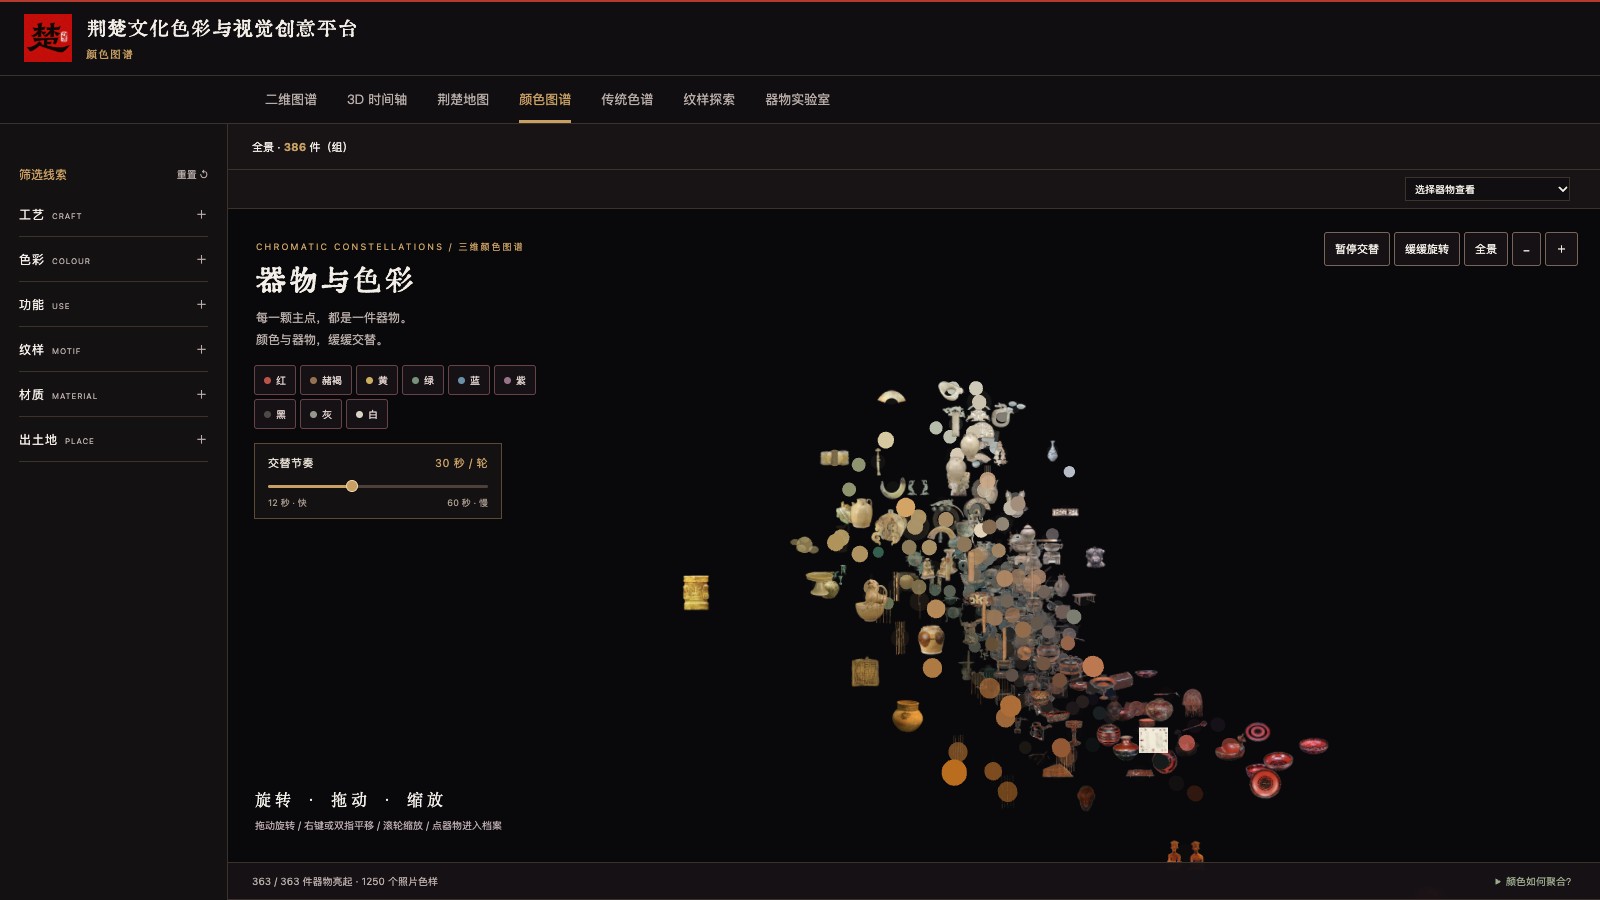 楚
荆楚文化色彩与视觉创意平台
颜色图谱
二维图谱 3D 时间轴 荆楚地图 颜色图谱 传统色谱 纹样探索 器物实验室
筛选线索 重置
工艺 CRAFT +
色彩 COLOUR +
功能 USE +
纹样 MOTIF +
材质 MATERIAL +
出土地 PLACE +
全景 · 386 件（组）
选择器物查看
CHROMATIC CONSTELLATIONS / 三维颜色图谱
器物与色彩
每一颗主点，都是一件器物。
颜色与器物，缓缓交替。
红 赭褐 黄 绿 蓝 紫
黑 灰 白
交替节奏 30 秒 / 轮
12 秒 · 快 60 秒 · 慢
暂停交替 缓缓旋转 全景 − +
旋转 · 拖动 · 缩放
拖动旋转 / 右键或双指平移 / 滚轮缩放 / 点器物进入档案
363 / 363 件器物亮起 · 1250 个照片色样
颜色如何聚合?